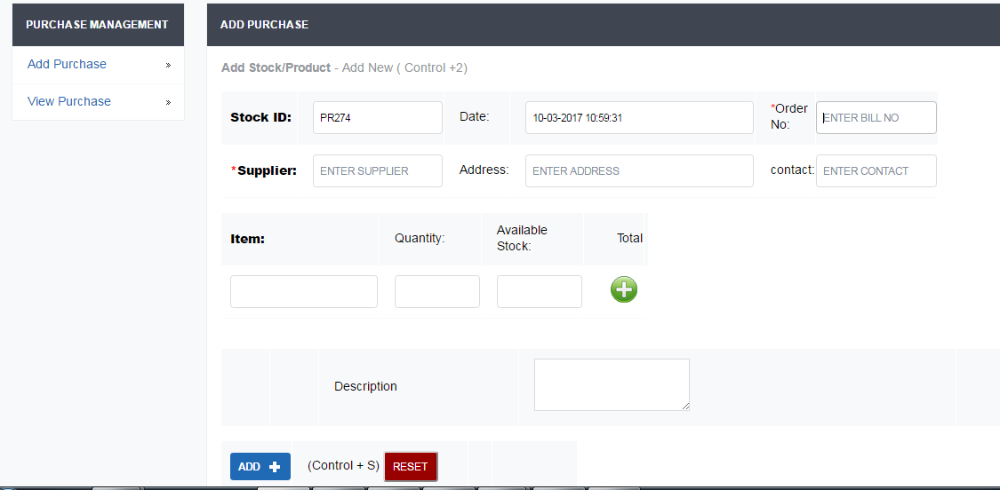 PURCHASE MANAGEMENT
Add Purchase »
View Purchase »
ADD PURCHASE
Add Stock/Product - Add New ( Control +2)
Stock ID: PR274 Date: 10-03-2017 10:59:31 *Order No: ENTER BILL NO
*Supplier: ENTER SUPPLIER Address: ENTER ADDRESS contact: ENTER CONTACT
Item: Quantity: Available Stock: Total
Description
ADD (Control + S) RESET